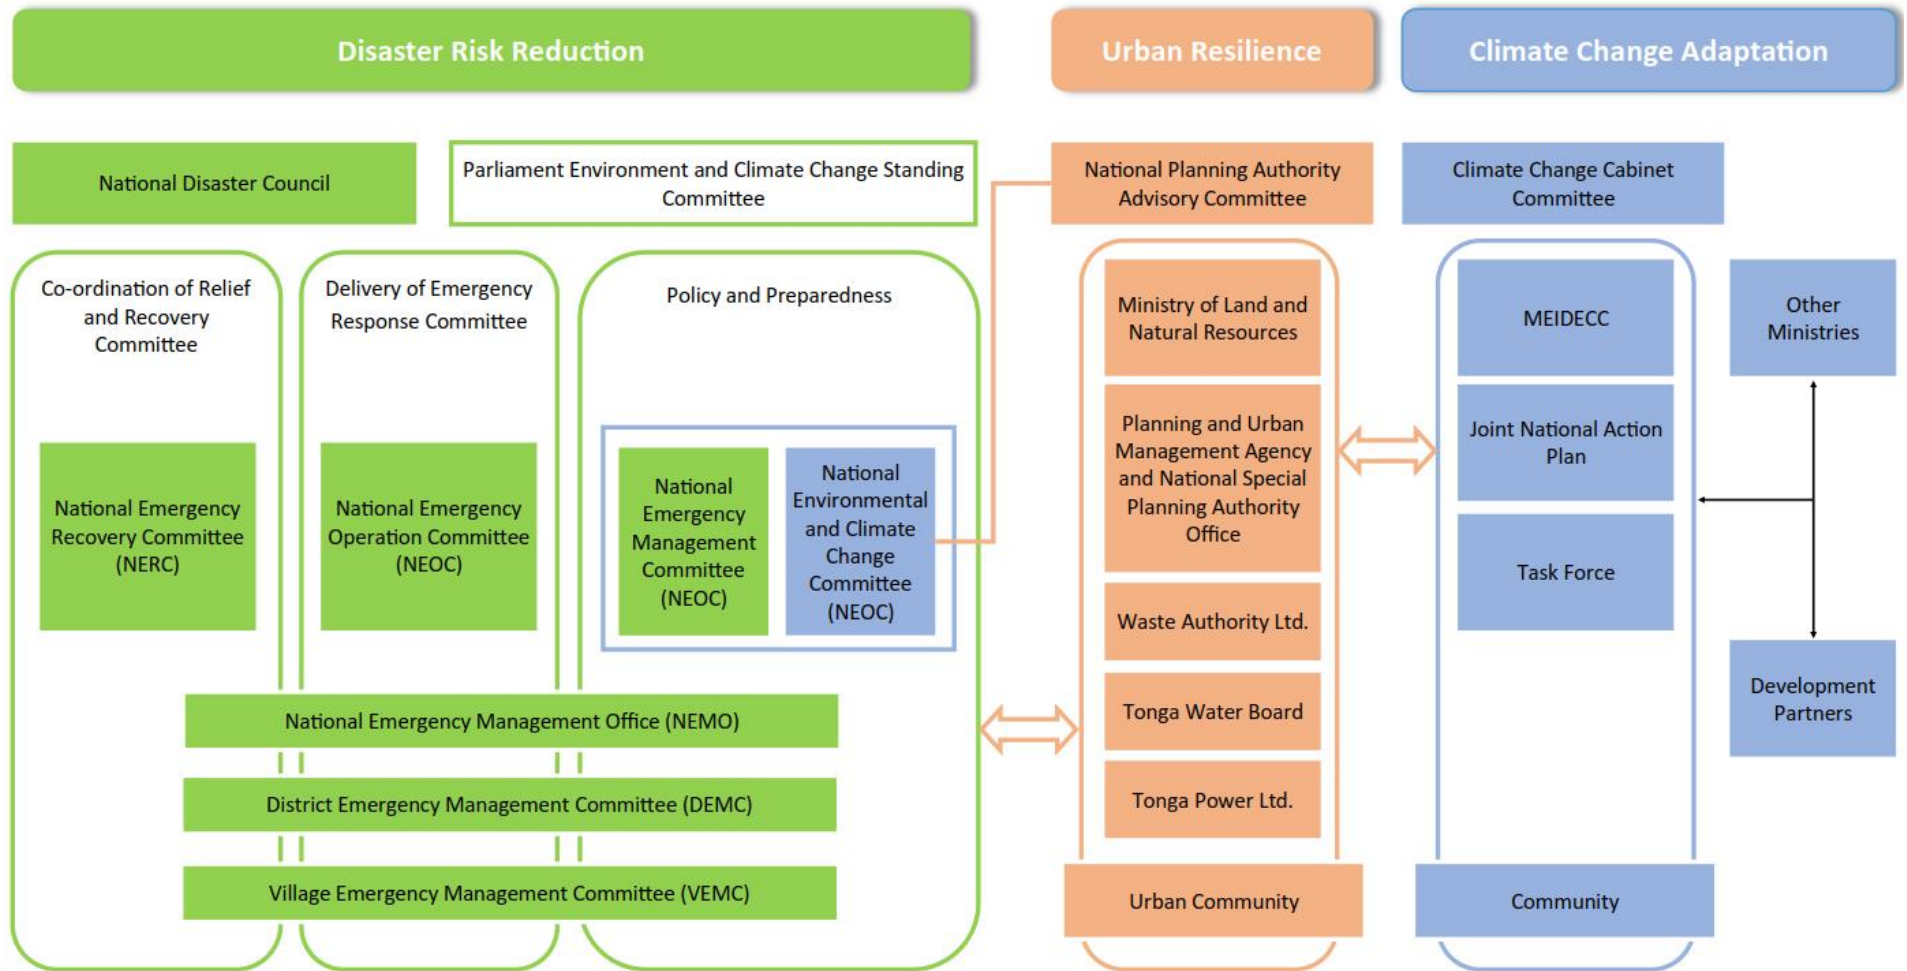 Disaster Risk Reduction
Urban Resilience
Climate Change Adaptation
National Disaster Council
Parliament Environment and Climate Change Standing
Committee
National Planning Authority
Advisory Committee
Climate Change Cabinet
Committee
Co-ordination of Relief
and Recovery
Committee
Delivery of Emergency
Response Committee
Policy and Preparedness
National Emergency
Recovery Committee
(NERC)
National Emergency
Operation Committee
(NEOC)
National
Emergency
Management
Committee
(NEOC)
National
Environmental
and Climate
Change
Committee
(NEOC)
National Emergency Management Office (NEMO)
District Emergency Management Committee (DEMC)
Village Emergency Management Committee (VEMC)
Ministry of Land and
Natural Resources
Planning and Urban
Management Agency
and National Special
Planning Authority
Office
Waste Authority Ltd.
Tonga Water Board
Tonga Power Ltd.
Urban Community
MEIDECC
Joint National Action
Plan
Task Force
Community
Other
Ministries
Development
Partners